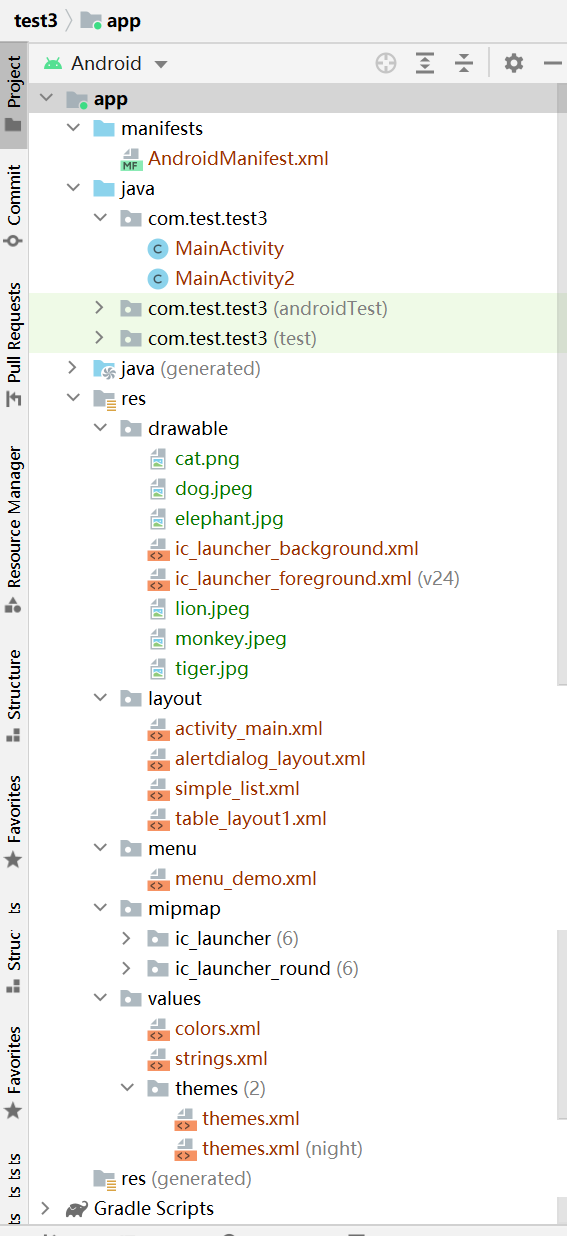 test3 app
Android
app
manifests
MF AndroidManifest.xml
java
com.test.test3
C MainActivity
C MainActivity2
com.test.test3 (androidTest)
com.test.test3 (test)
java (generated)
res
drawable
cat.png
dog.jpeg
elephant.jpg
ic_launcher_background.xml
ic_launcher_foreground.xml (v24)
lion.jpeg
monkey.jpeg
tiger.jpg
layout
activity_main.xml
alertdialog_layout.xml
simple_list.xml
table_layout1.xml
menu
menu_demo.xml
mipmap
ic_launcher (6)
ic_launcher_round (6)
values
colors.xml
strings.xml
themes (2)
themes.xml
themes.xml (night)
res (generated)
Gradle Scripts
Project
Commit
Pull Requests
Resource Manager
Structure
Favorites
ts
Struc
Favorites
ts
ts
ts